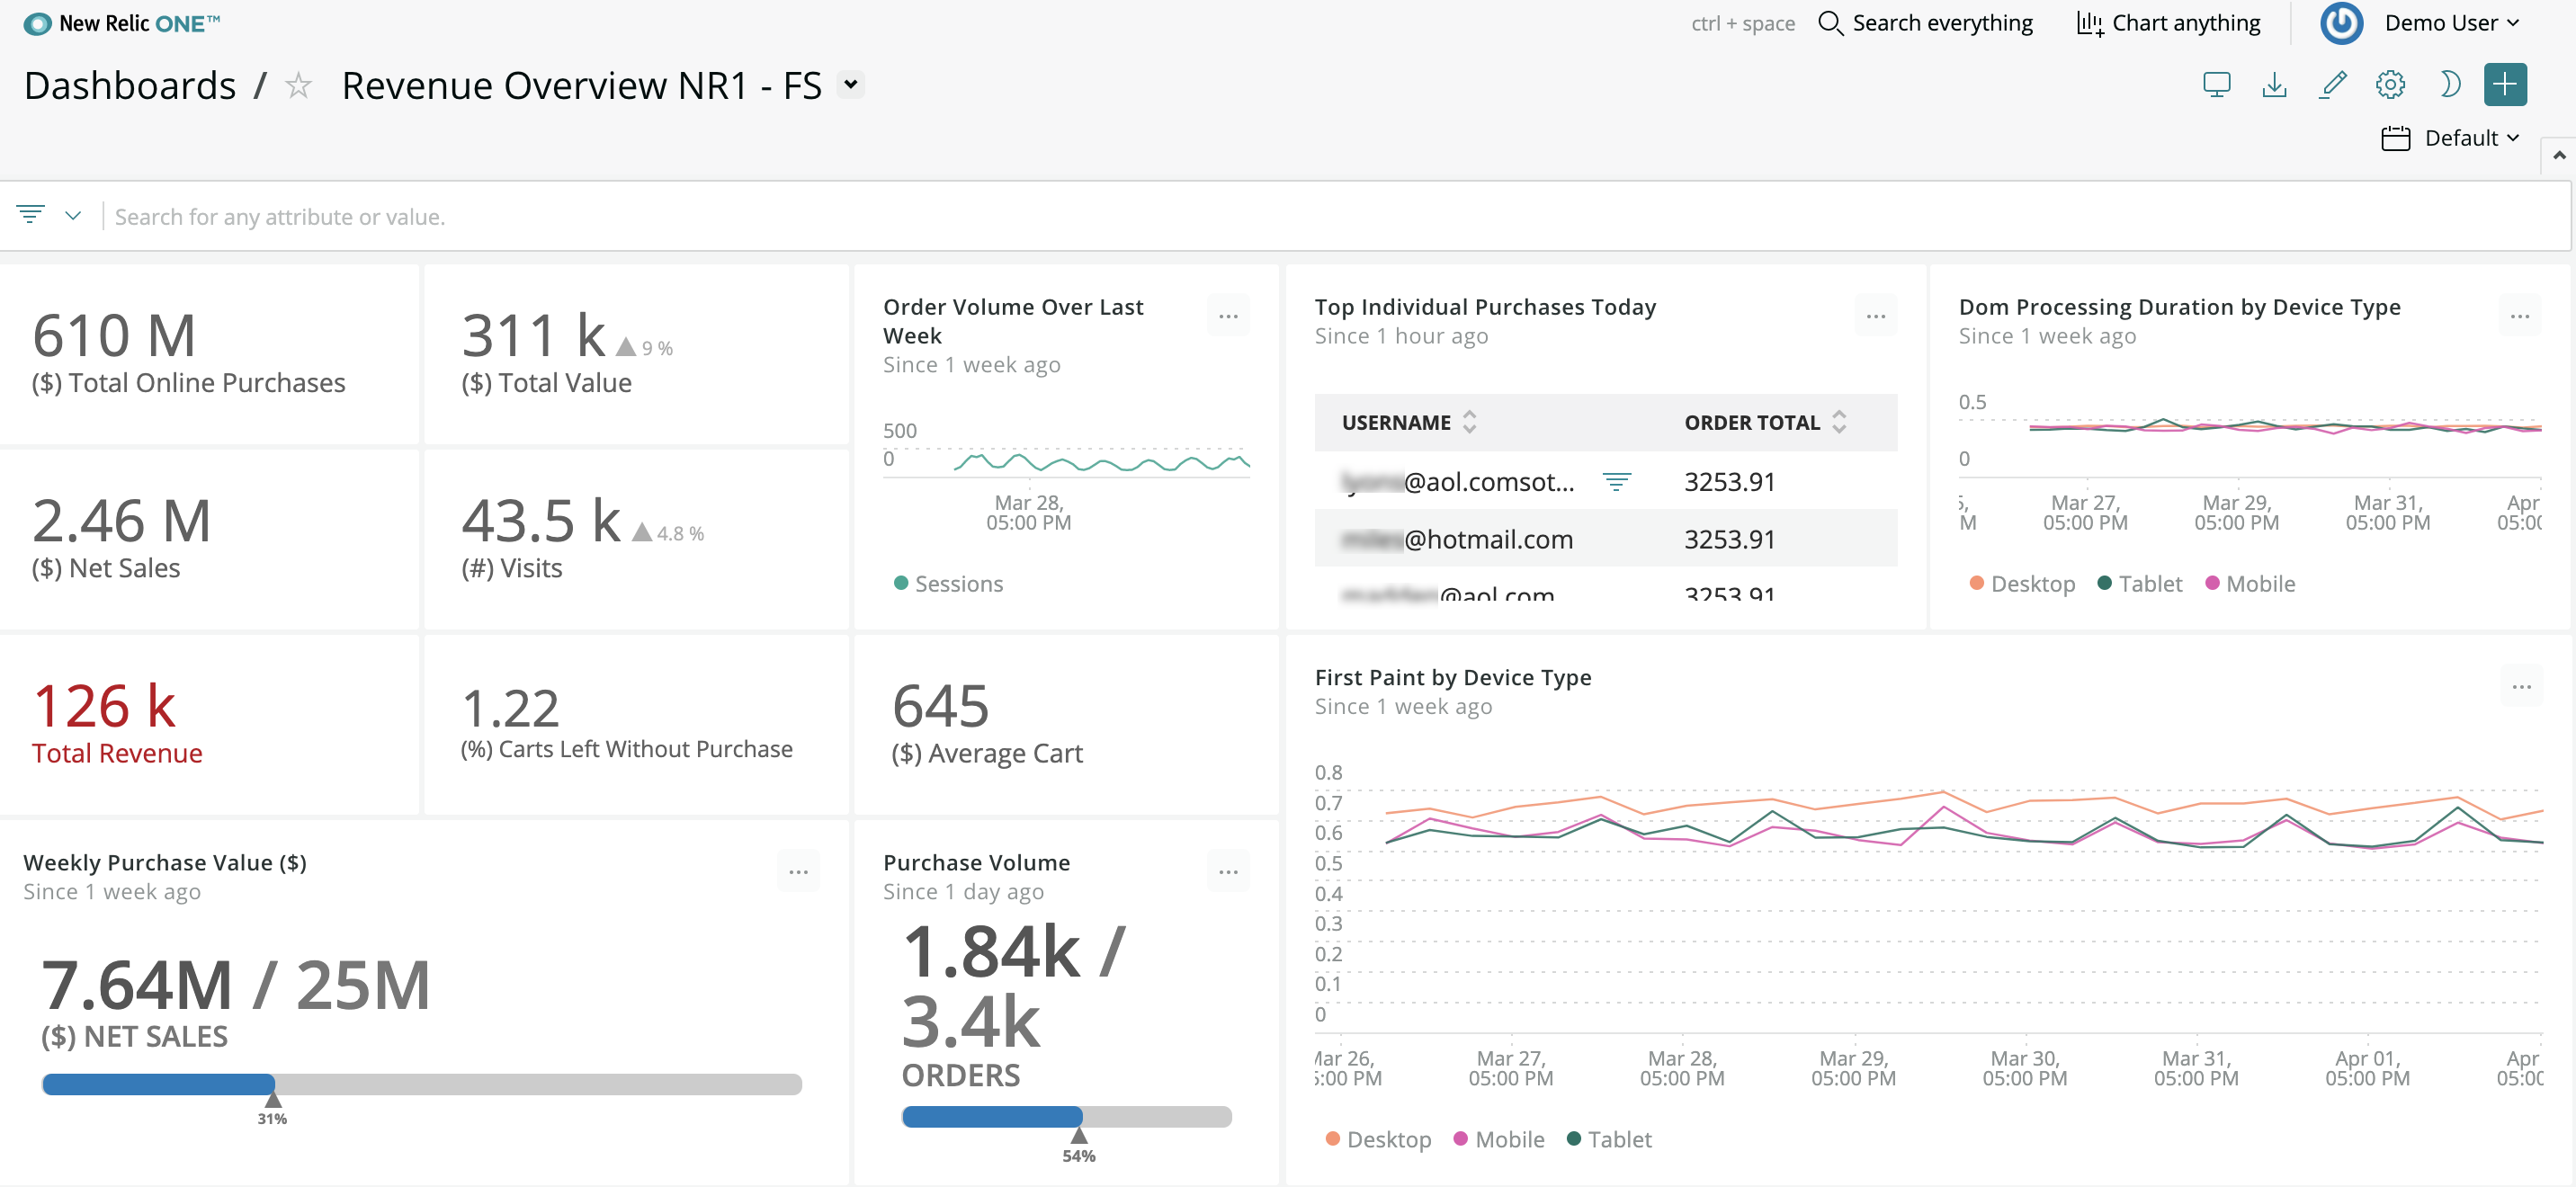 New Relic ONE™
ctrl + space Search everything Chart anything Demo User
Dashboards / Revenue Overview NR1 - FS
Default
Search for any attribute or value.
610 M
($) Total Online Purchases
311 k 9 %
($) Total Value
2.46 M
($) Net Sales
43.5 k 4.8 %
(#) Visits
Order Volume Over Last
Week
Since 1 week ago
500
0
Mar 28,
05:00 PM
Sessions
Top Individual Purchases Today
Since 1 hour ago
USERNAME ORDER TOTAL
@aol.comsot... 3253.91
@hotmail.com 3253.91
@aol.com 3253.91
Dom Processing Duration by Device Type
Since 1 week ago
0.5
0
5, Mar 27, Mar 29, Mar 31, Apr
M 05:00 PM 05:00 PM 05:00 PM 05:0
Desktop Tablet Mobile
126 k
Total Revenue
1.22
(%) Carts Left Without Purchase
645
($) Average Cart
Weekly Purchase Value ($)
Since 1 week ago
7.64M / 25M
($) NET SALES
31%
Purchase Volume
Since 1 day ago
1.84k /
3.4k
ORDERS
54%
First Paint by Device Type
Since 1 week ago
0.8
0.7
0.6
0.5
0.4
0.3
0.2
0.1
0
Mar 26, Mar 27, Mar 28, Mar 29, Mar 30, Mar 31, Apr 01, Apr
5:00 PM 05:00 PM 05:00 PM 05:00 PM 05:00 PM 05:00 PM 05:00 PM 05:0
Desktop Mobile Tablet